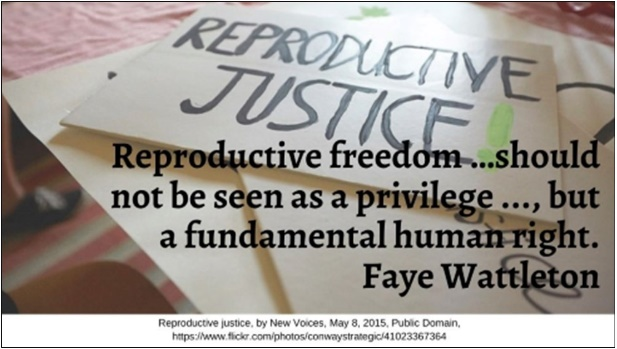 REPRODUCTIVE
JUSTICE!
Reproductive freedom ...should
not be seen as a privilege ..., but
a fundamental human right.
Faye Wattleton
Reproductive justice, by New Voices, May 8, 2015, Public Domain,
https://www.flickr.com/photos/conwaystrategic/41023367364